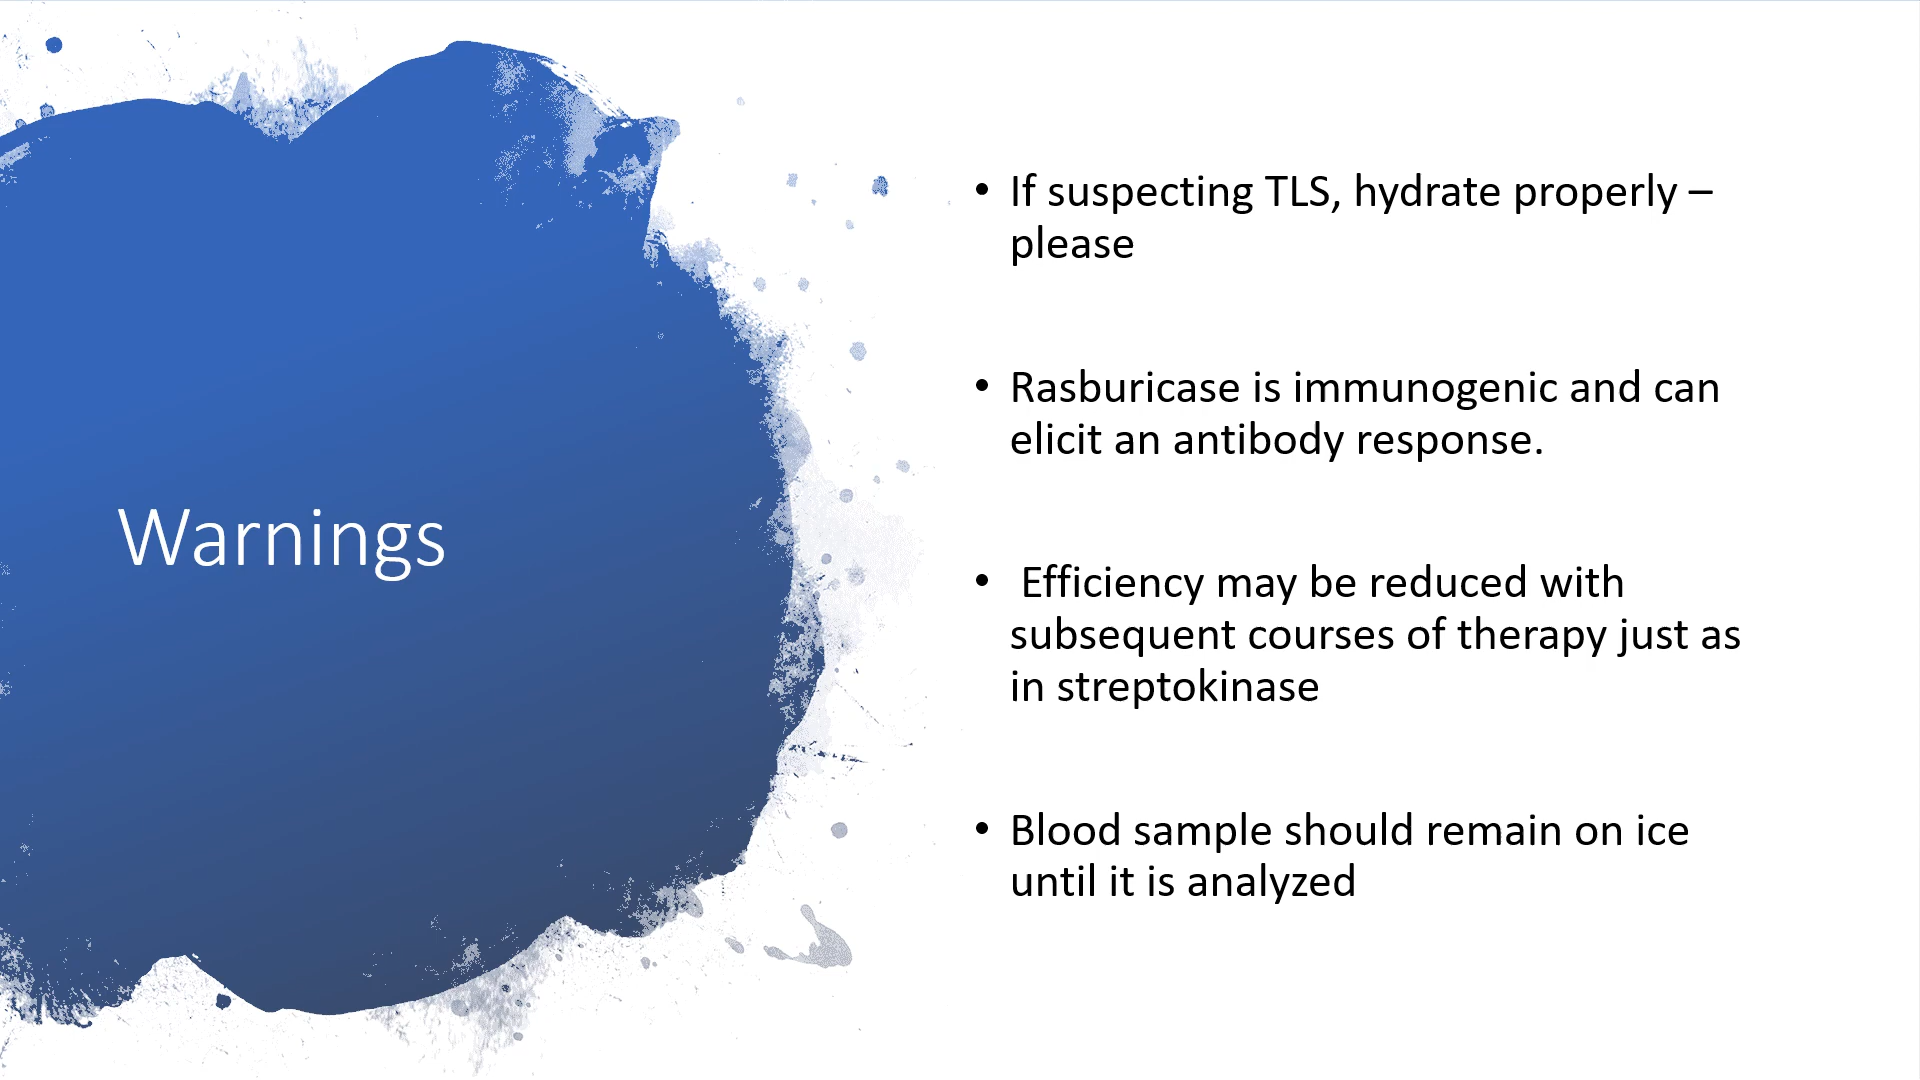 Warnings
• If suspecting TLS, hydrate properly –
please
• Rasburicase is immunogenic and can
elicit an antibody response.
• Efficiency may be reduced with
subsequent courses of therapy just as
in streptokinase
• Blood sample should remain on ice
until it is analyzed